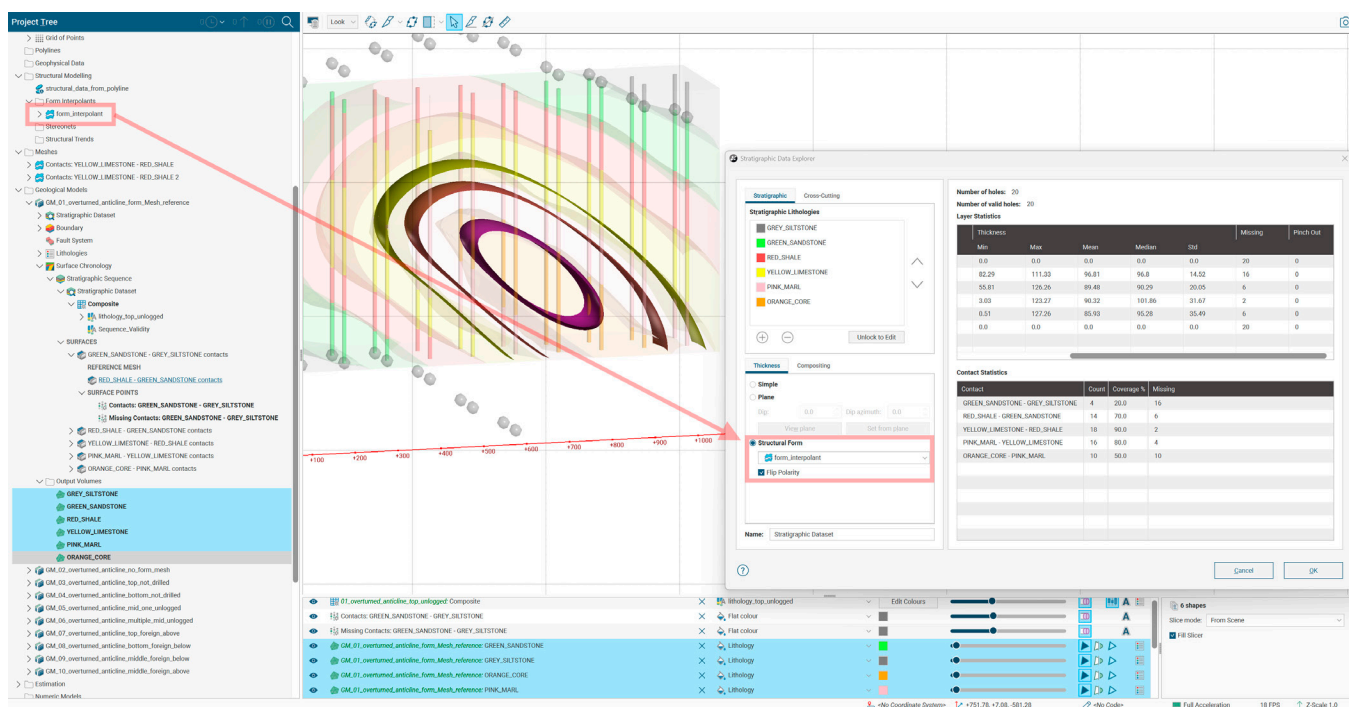 Project Tree
0
0
0
Look
Grid of Points
Polylines
Geophysical Data
Structural Modelling
structural_data_from_polyline
Form Interpolants
form_interpolant
Stereonets
Structural Trends
Meshes
Contacts: YELLOW_LIMESTONE - RED_SHALE
Contacts: YELLOW_LIMESTONE - RED_SHALE 2
Geological Models
GM_01_overturned_anticline_form_Mesh_reference
Stratigraphic Dataset
Boundary
Fault System
Lithologies
Surface Chronology
Stratigraphic Sequence
Stratigraphic Dataset
Composite
lithology_top_unlogged
Sequence_Validity
SURFACES
GREEN_SANDSTONE - GREY_SILTSTONE contacts
REFERENCE MESH
RED_SHALE - GREEN_SANDSTONE contacts
SURFACE POINTS
Contacts: GREEN_SANDSTONE - GREY_SILTSTONE
Missing Contacts: GREEN_SANDSTONE - GREY_SILTSTONE
RED_SHALE - GREEN_SANDSTONE contacts
YELLOW_LIMESTONE - RED_SHALE contacts
PINK_MARL - YELLOW_LIMESTONE contacts
ORANGE_CORE - PINK_MARL contacts
Output Volumes
GREY_SILTSTONE
GREEN_SANDSTONE
RED_SHALE
YELLOW_LIMESTONE
PINK_MARL
ORANGE_CORE
GM_02_overturned_anticline_no_form_mesh
GM_03_overturned_anticline_top_not_drilled
GM_04_overturned_anticline_bottom_not_drilled
GM_05_overturned_anticline_mid_one_unlogged
GM_06_overturned_anticline_multiple_mid_unlogged
GM_07_overturned_anticline_top_foreign_above
GM_08_overturned_anticline_bottom_foreign_below
GM_09_overturned_anticline_middle_foreign_below
GM_10_overturned_anticline_middle_foreign_above
Estimation
Numeric Models
+100 +200 +300 +400 +500 +600 +700 +800 +900 +1000
Stratigraphic Data Explorer
Stratigraphic Cross-Cutting
Stratigraphic Lithologies
GREY_SILTSTONE
GREEN_SANDSTONE
RED_SHALE
YELLOW_LIMESTONE
PINK_MARL
ORANGE_CORE
Unlock to Edit
Thickness Compositing
Simple
Plane
Dip: 0.0 Dip azimuth: 0.0
View plane Set from plane
Structural Form
form_interpolant
Flip Polarity
Name: Stratigraphic Dataset
Number of holes: 20
Number of valid holes: 20
Layer Statistics
Thickness Missing Pinch Out
Min Max Mean Median Std
0.0 0.0 0.0 0.0 0.0 20 0
82.29 111.33 96.81 96.8 14.52 16 0
55.81 126.26 89.48 90.29 20.05 6 0
3.03 123.27 90.32 101.86 31.67 2 0
0.51 127.26 85.93 95.28 35.49 6 0
0.0 0.0 0.0 0.0 0.0 20 0
Contact Statistics
Contact Count Coverage % Missing
GREEN_SANDSTONE - GREY_SILTSTONE 4 20.0 16
RED_SHALE - GREEN_SANDSTONE 14 70.0 6
YELLOW_LIMESTONE - RED_SHALE 18 90.0 2
PINK_MARL - YELLOW_LIMESTONE 16 80.0 4
ORANGE_CORE - PINK_MARL 10 50.0 10
Cancel OK
01_overturned_anticline_top_unlogged: Composite lithology_top_unlogged Edit Colours
Contacts: GREEN_SANDSTONE - GREY_SILTSTONE Flat colour
Missing Contacts: GREEN_SANDSTONE - GREY_SILTSTONE Flat colour
GM_01_overturned_anticline_form_Mesh_reference: GREEN_SANDSTONE Lithology
GM_01_overturned_anticline_form_Mesh_reference: GREY_SILTSTONE Lithology
GM_01_overturned_anticline_form_Mesh_reference: ORANGE_CORE Lithology
GM_01_overturned_anticline_form_Mesh_reference: PINK_MARL Lithology
6 shapes
Slice mode: From Scene
Fill Slicer
<No Coordinate System> +751.78, +7.08, -581.28 <No Code> Full Acceleration 18 FPS Z-Scale 1.0